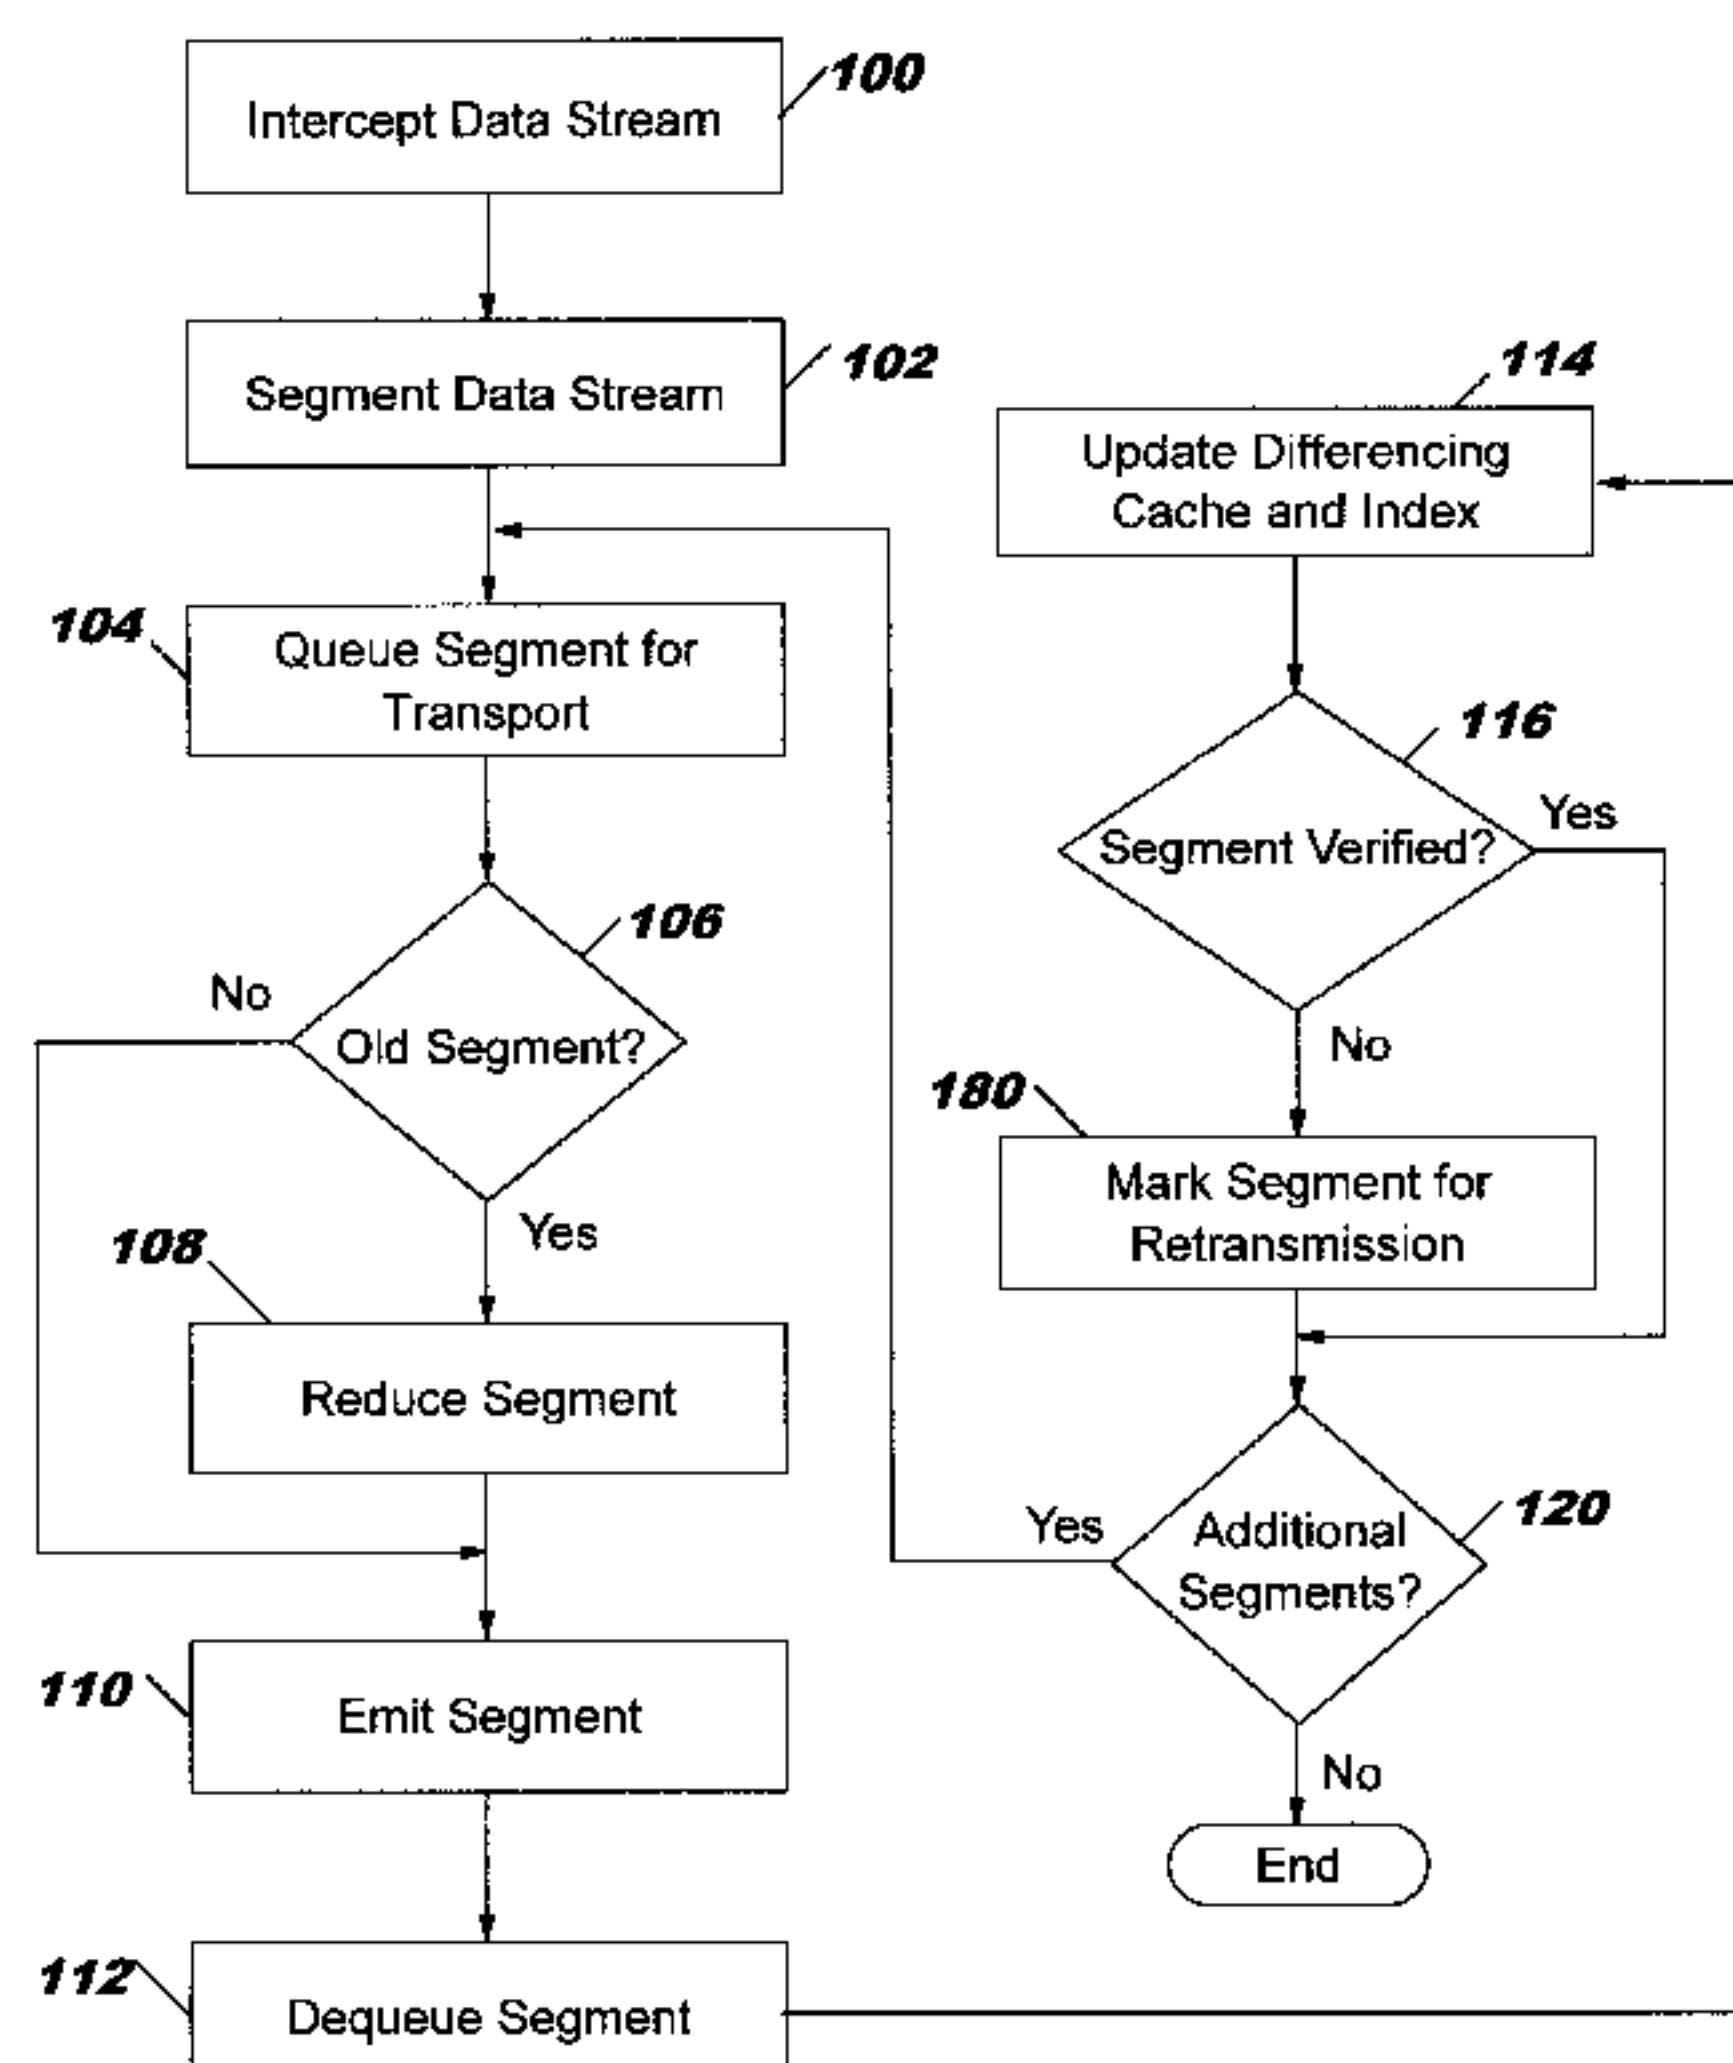 Intercept Data Stream
100
Segment Data Stream
102
104
Queue Segment for
Transport
106
No
Old Segment?
Yes
108
Reduce Segment
110
Emit Segment
112
Dequeue Segment
114
Update Differencing
Cache and Index
116
Yes
Segment Verified?
No
180
Mark Segment for
Retransmission
120
Yes
Additional
Segments?
No
End